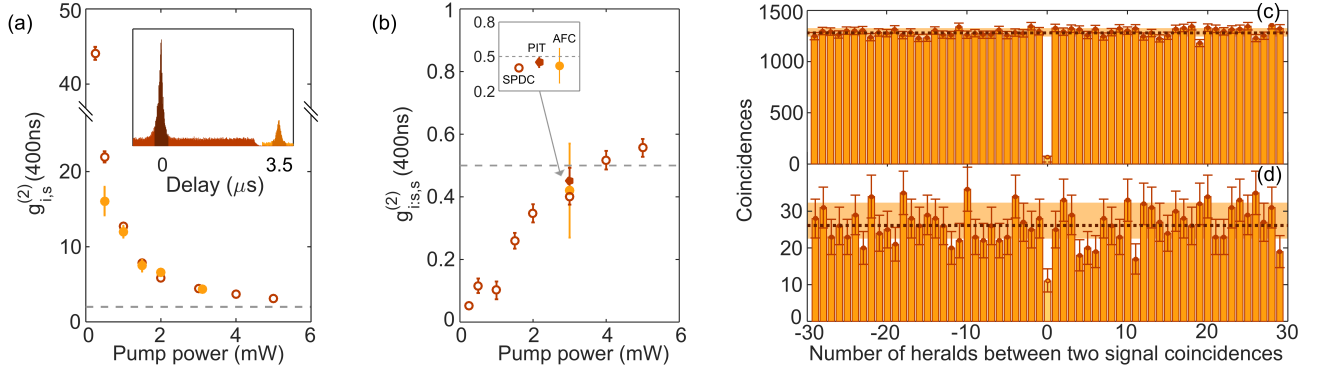 (a)
50
40
20
10
0
g(2)i,s (400ns)
0
3.5
Delay (μs)
0
2
4
6
Pump power (mW)
(b)
1
0.8
0.6
0.4
0.2
0
g(2)i:s,s (400ns)
0.8
0.5
0.2
SPDC
PIT
AFC
0
2
4
6
Pump power (mW)
(c)
1500
1000
500
0
Coincidences
(d)
30
20
10
0
-30
-20
-10
0
10
20
30
Number of heralds between two signal coincidences